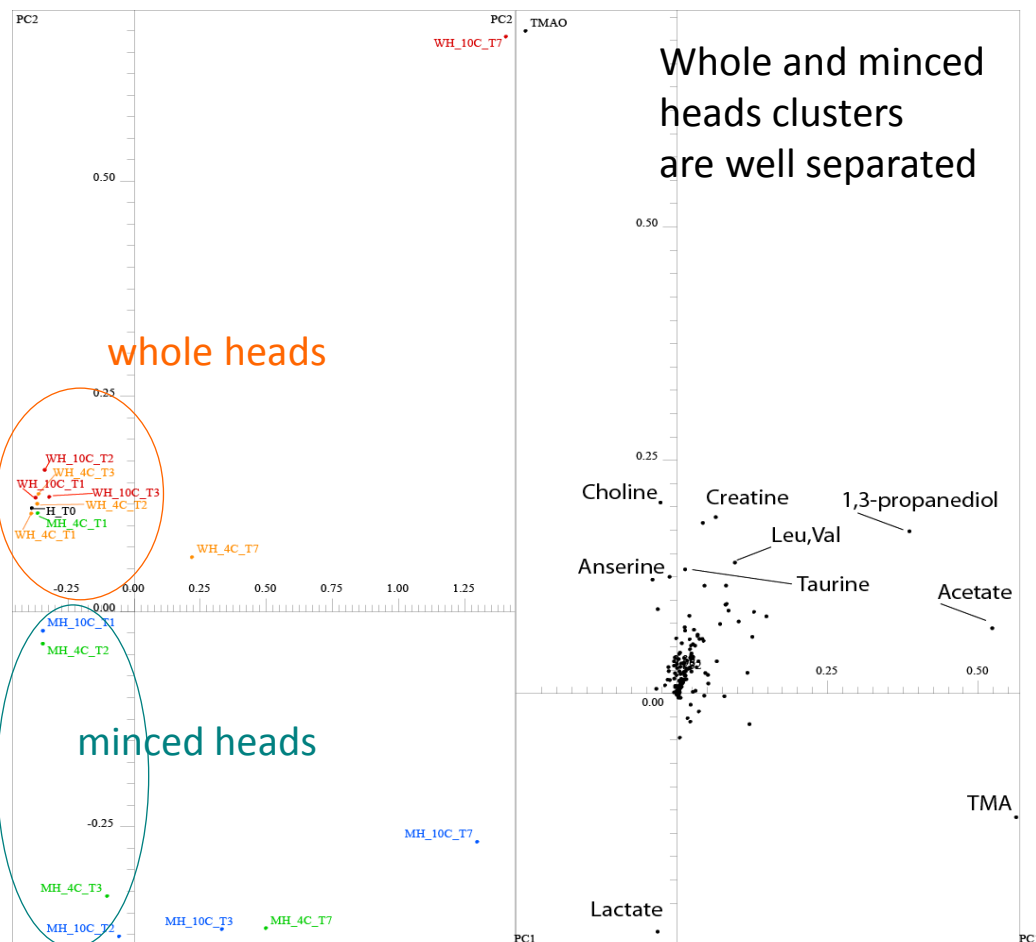 PC2
PC2
TMAO
WH_10C_T7
Whole and minced
heads clusters
are well separated
0.50
0.50
whole heads
0.25
0.25
WH_10C_T2
WH_4C_T3
WH_10C_T1
WH_10C_T3
WH_4C_T2
H_T0
MH_4C_T1
WH_4C_T1
WH_4C_T7
Choline
Creatine
1,3-propanediol
Leu,Val
Anserine
Taurine
Acetate
-0.25
0.00
0.25
0.50
0.75
1.00
1.25
0.00
MH_10C_T1
MH_4C_T2
0.25
0.50
0.00
minced heads
-0.25
MH_10C_T7
TMA
MH_4C_T3
MH_10C_T2
MH_10C_T3
MH_4C_T7
Lactate
PC1
PC